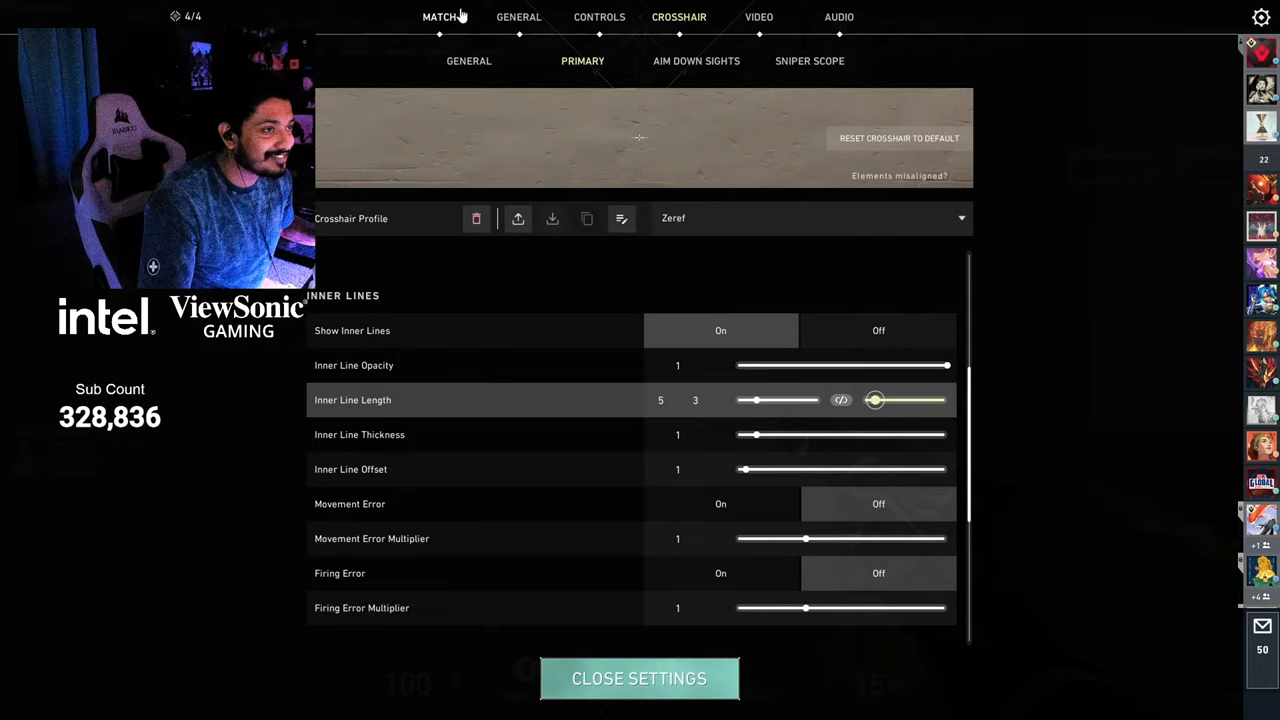 4/4
MATCH
GENERAL
CONTROLS
CROSSHAIR
VIDEO
AUDIO
GENERAL
PRIMARY
AIM DOWN SIGHTS
SNIPER SCOPE
RESET CROSSHAIR TO DEFAULT
Elements misaligned?
Crosshair Profile
Zeref
INNER LINES
Show Inner Lines
On
Off
Inner Line Opacity
1
Inner Line Length
5
3
Inner Line Thickness
1
Inner Line Offset
1
Movement Error
On
Off
Movement Error Multiplier
1
Firing Error
On
Off
Firing Error Multiplier
1
CLOSE SETTINGS
100
intel.
ViewSonic
GAMING
Sub Count
328,836
22
GLOBAL
+1
+4
50